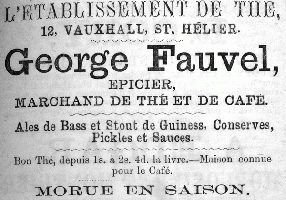 L'ETABLISSEMENT DE THE,
12, VAUXHALL, ST. HELIER.
George Fauvel,
EPICIER,
MARCHAND DE THÉ ET DE CAFÉ.
Ales de Bass et Stout de Guiness, Conserves,
Pickles et Sauces.
Bon Thé, depuis 1s. à 2s. 4d. la livre.—Maison connue
pour le Café.
MORUE EN SAISON.